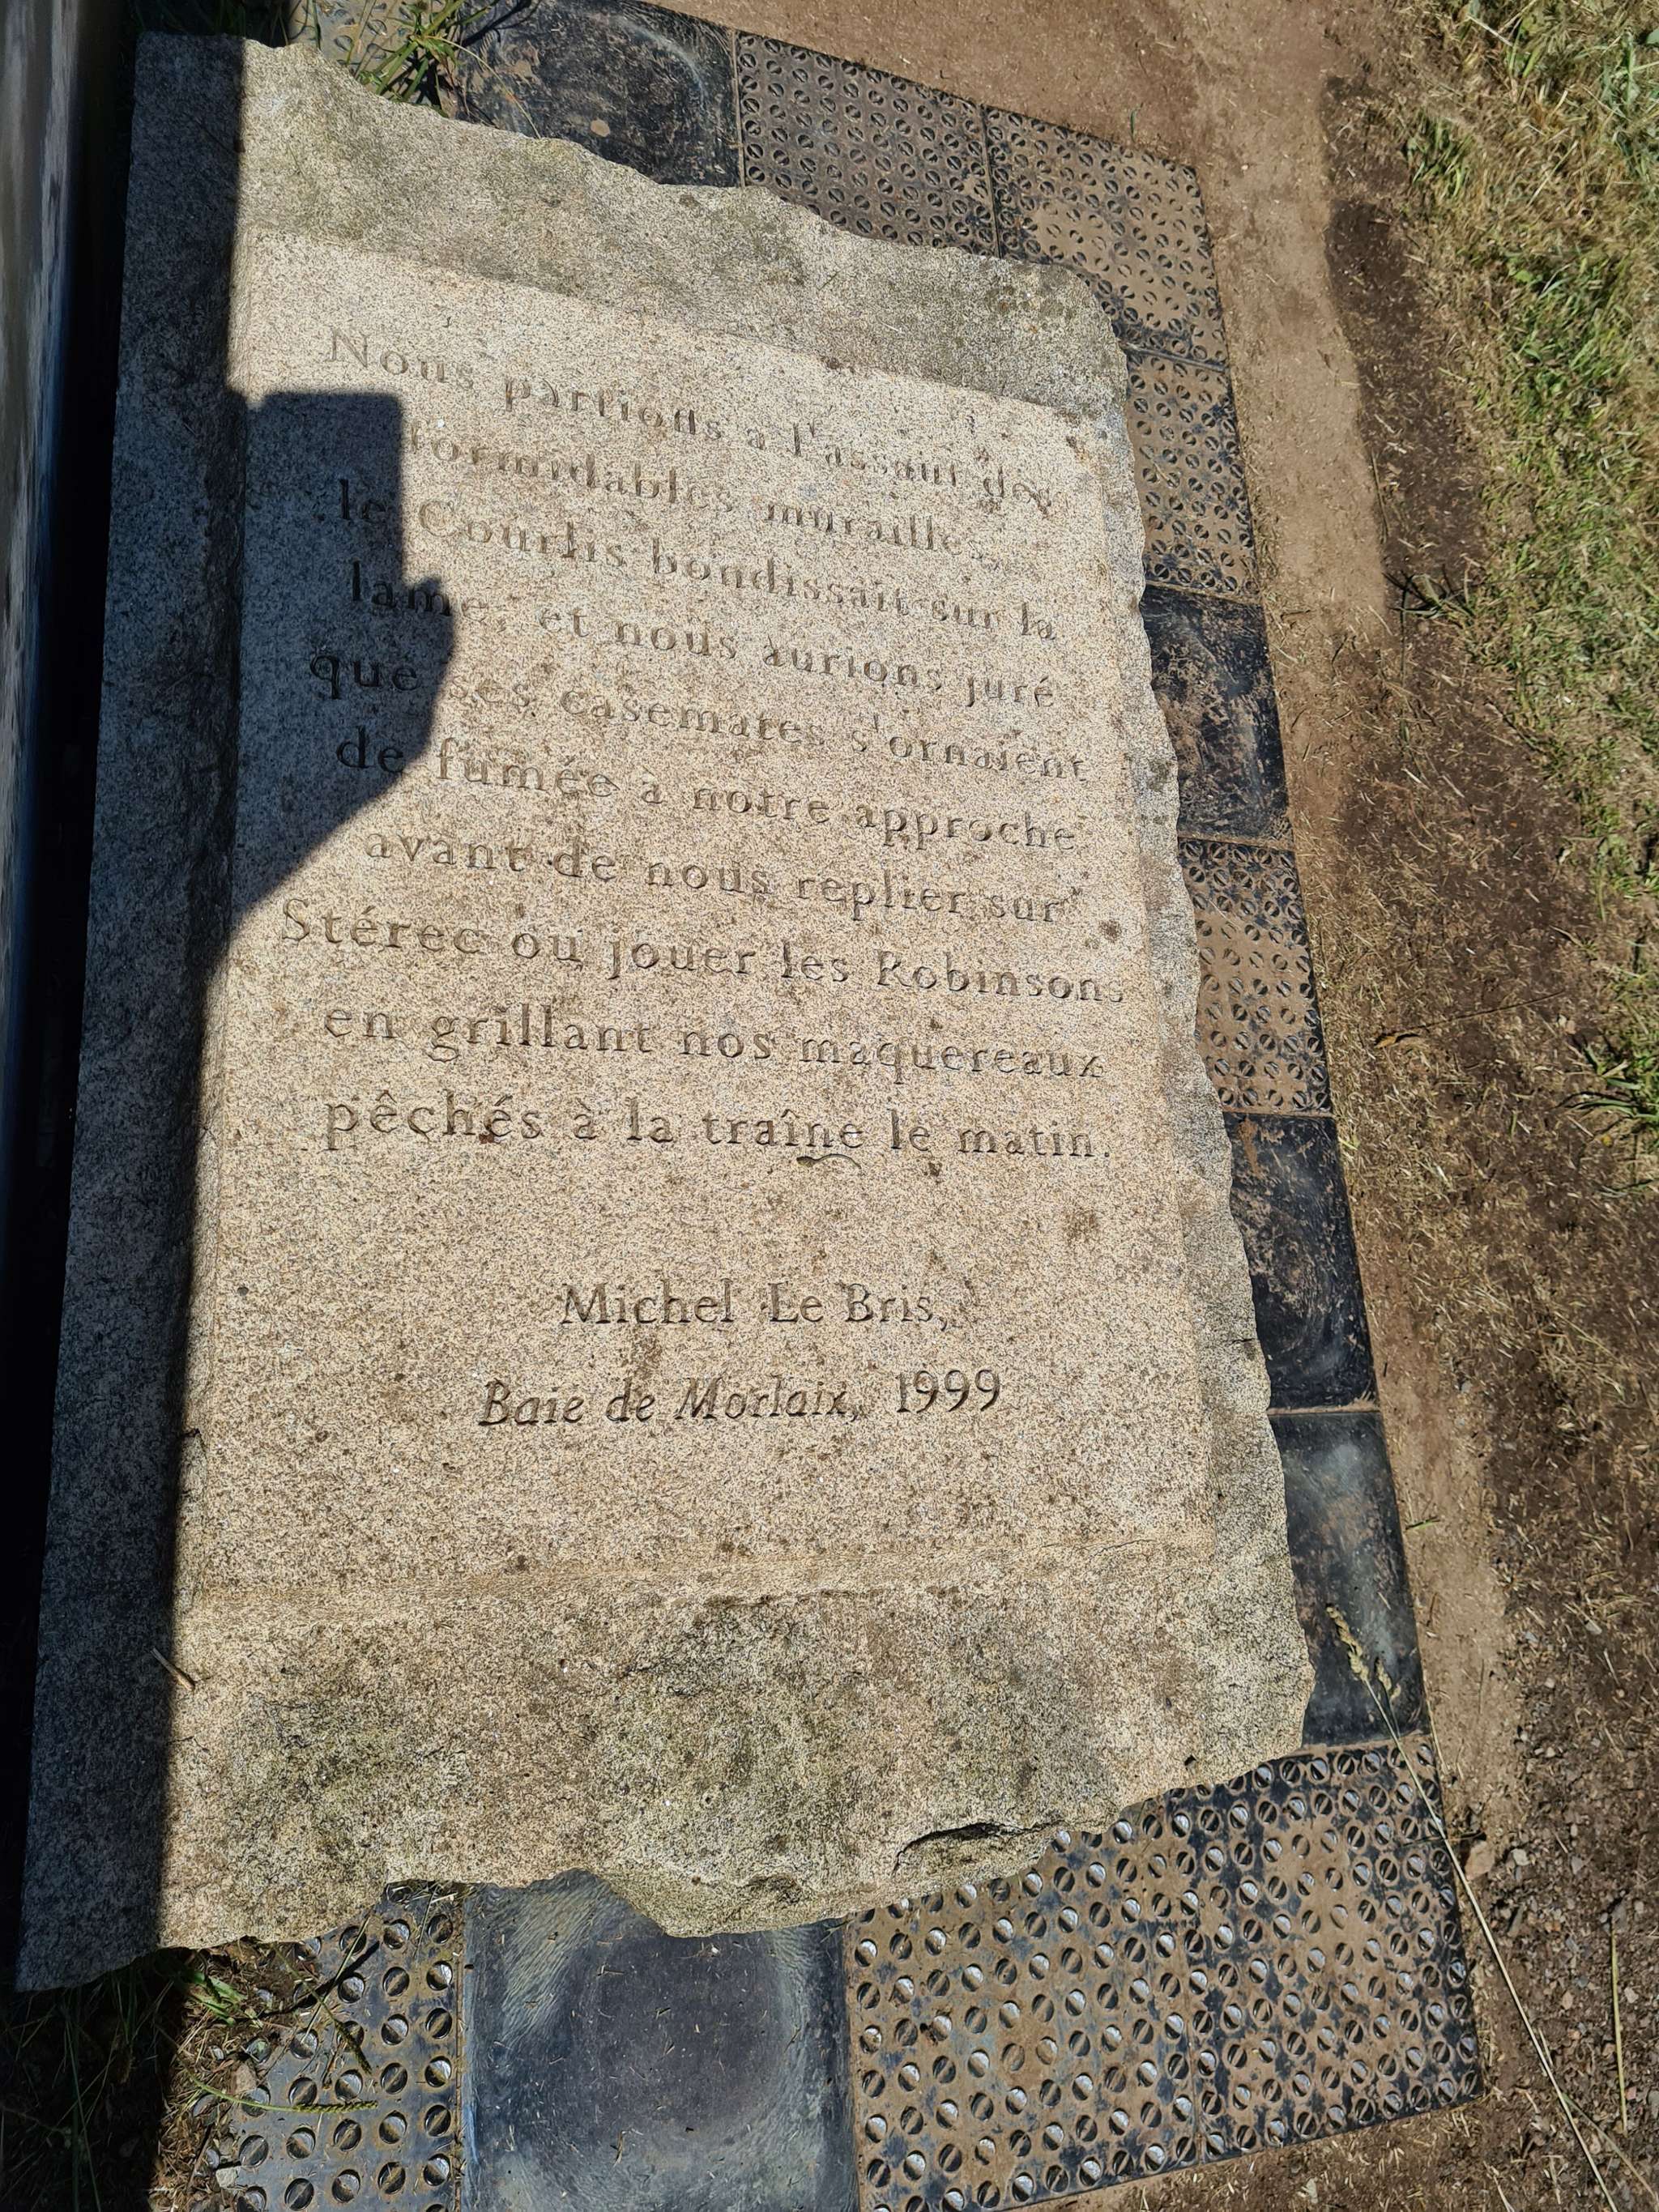 Nous partions à l'assaut des
formidables murailles,
le Courlis bondissait sur la
lame, et nous aurions juré
que ses casemates s'ornaient
de fumée à notre approche
avant de nous replier sur
Stérec ou jouer les Robinsons
en grillant nos maquereaux
pêchés à la traîne le matin.
Michel Le Bris,
Baie de Morlaix, 1999